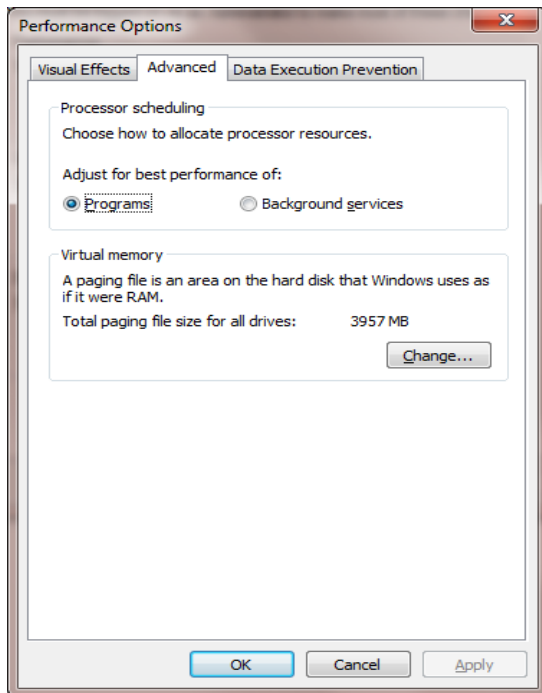 Performance Options
Visual Effects
Advanced
Data Execution Prevention
Processor scheduling
Choose how to allocate processor resources.
Adjust for best performance of:
Programs
Background services
Virtual memory
A paging file is an area on the hard disk that Windows uses as
if it were RAM.
Total paging file size for all drives: 3957 MB
Change...
OK
Cancel
Apply